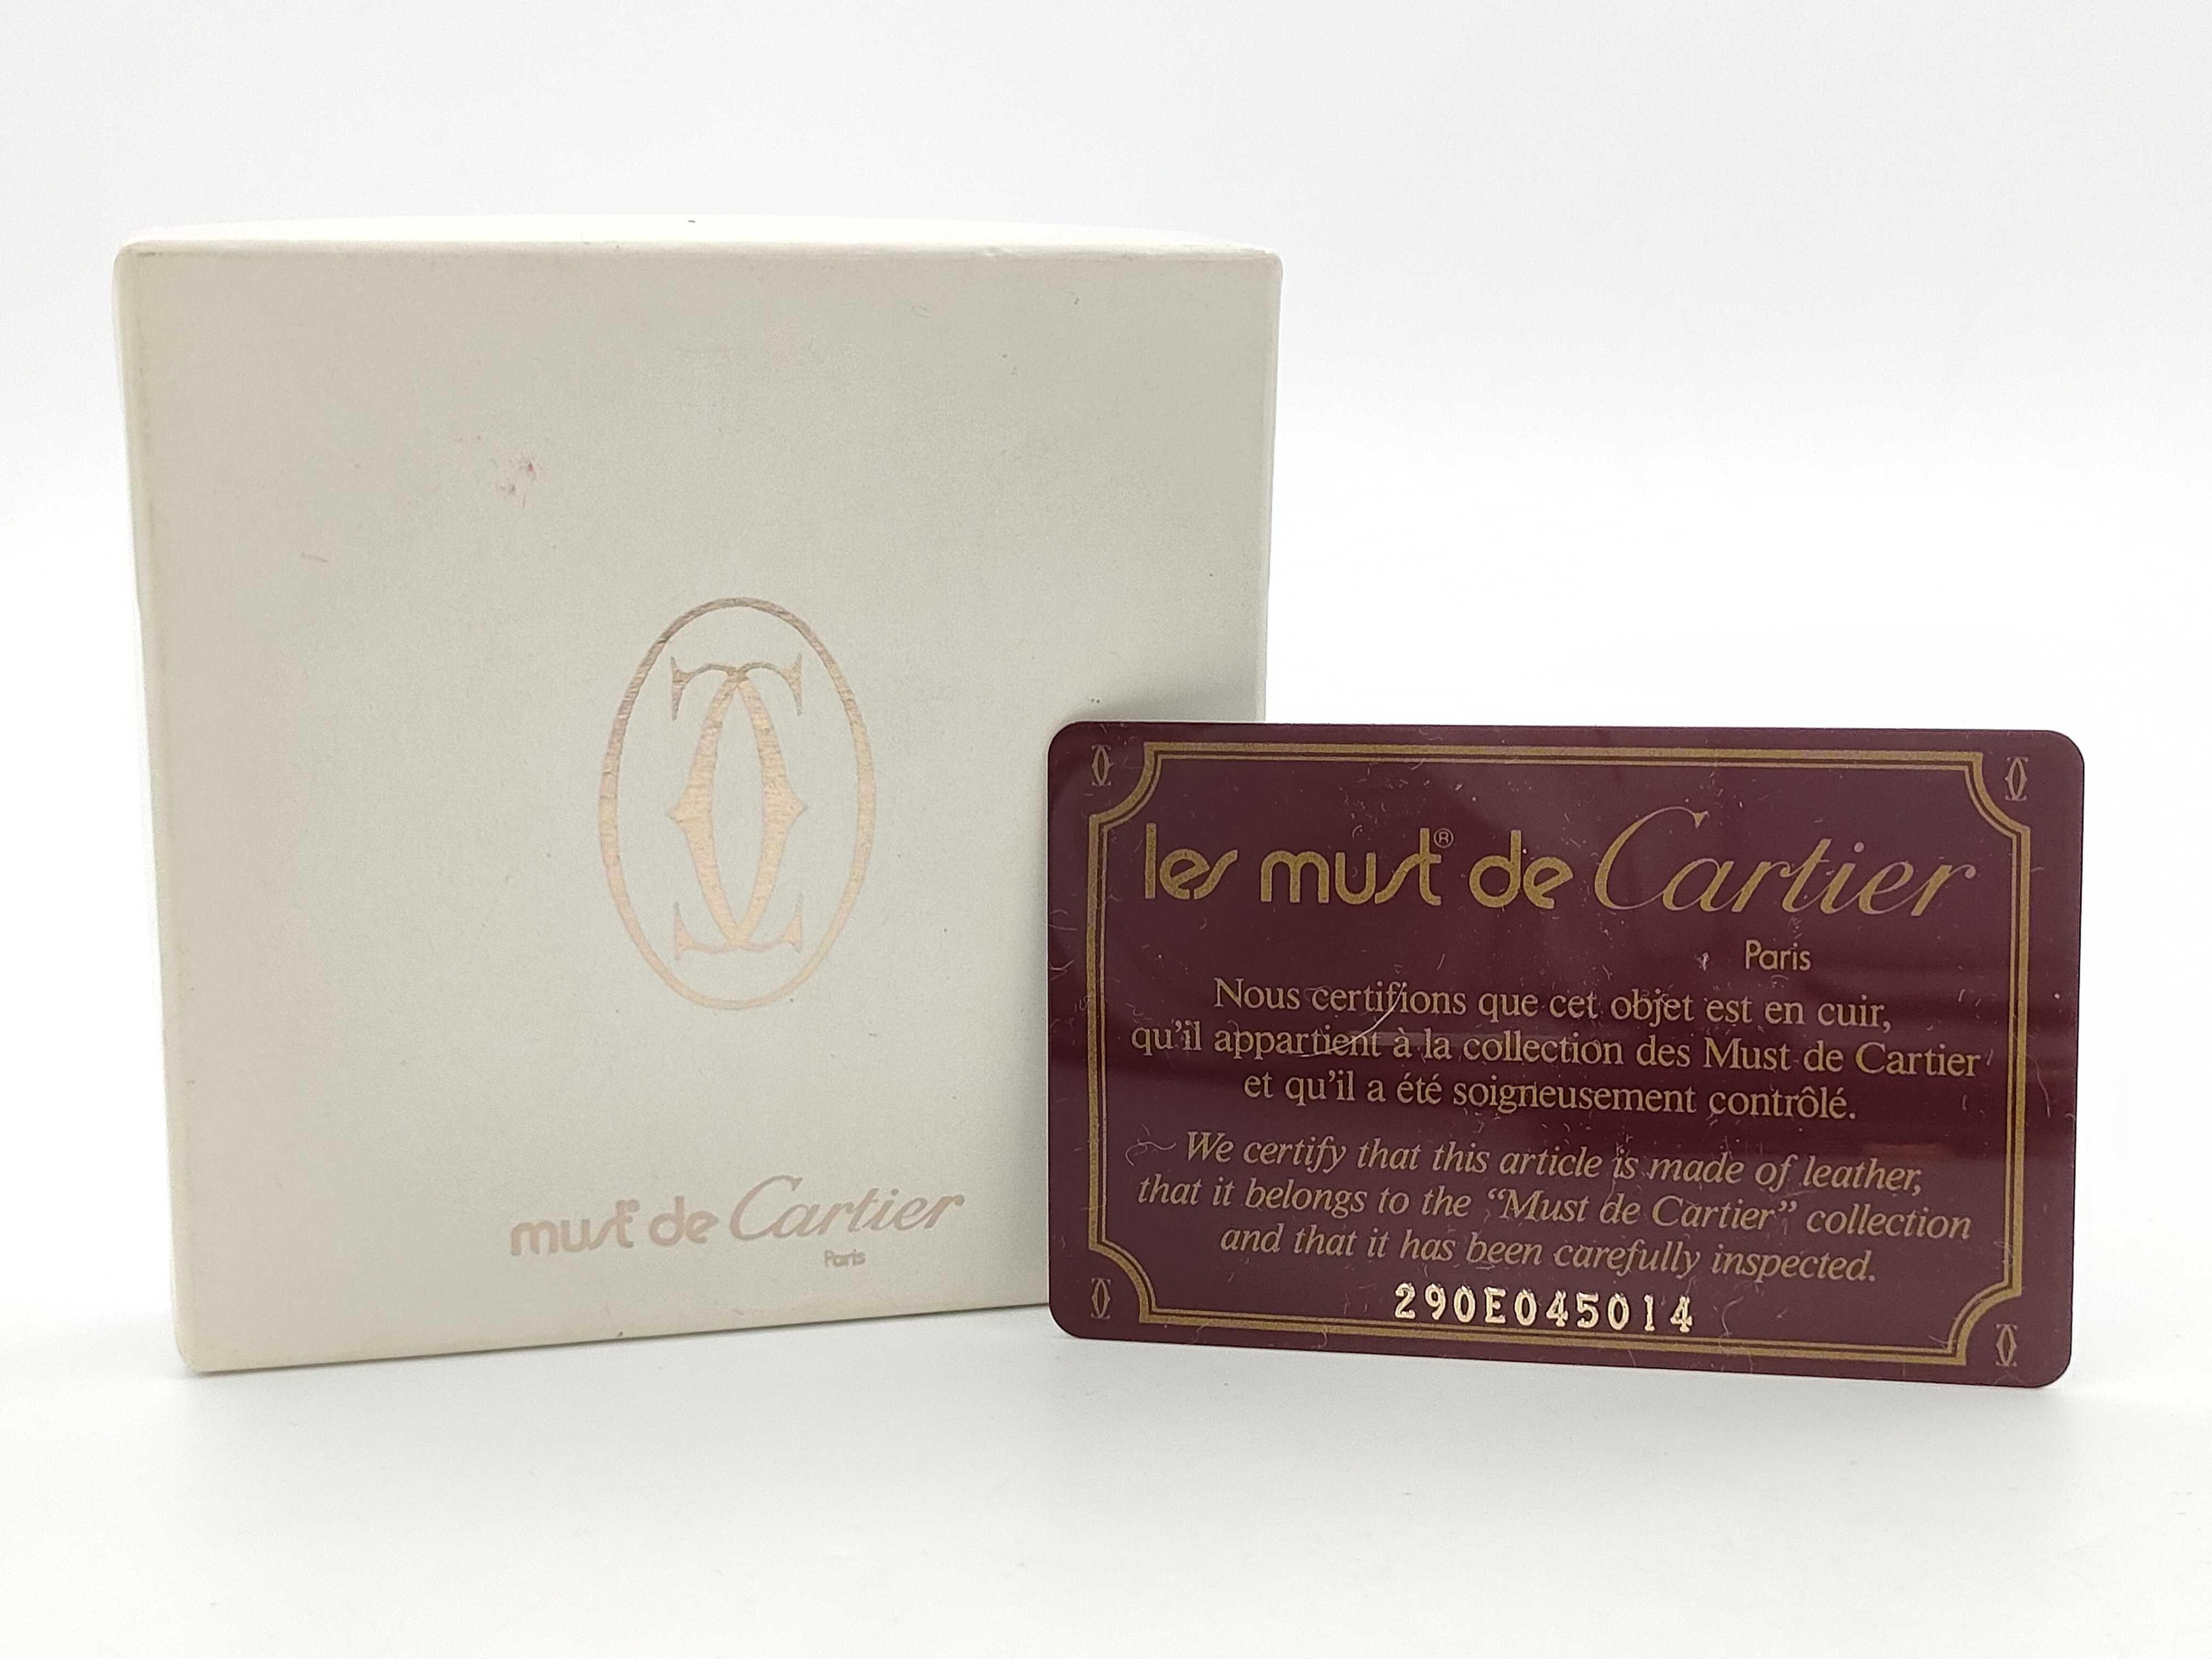 must de Cartier
Paris
les must® de Cartier
Paris
Nous certifions que cet objet est en cuir,
qu'il appartient à la collection des Must de Cartier
et qu'il a été soigneusement contrôlé.
We certify that this article is made of leather,
that it belongs to the “Must de Cartier” collection
and that it has been carefully inspected.
290E045014